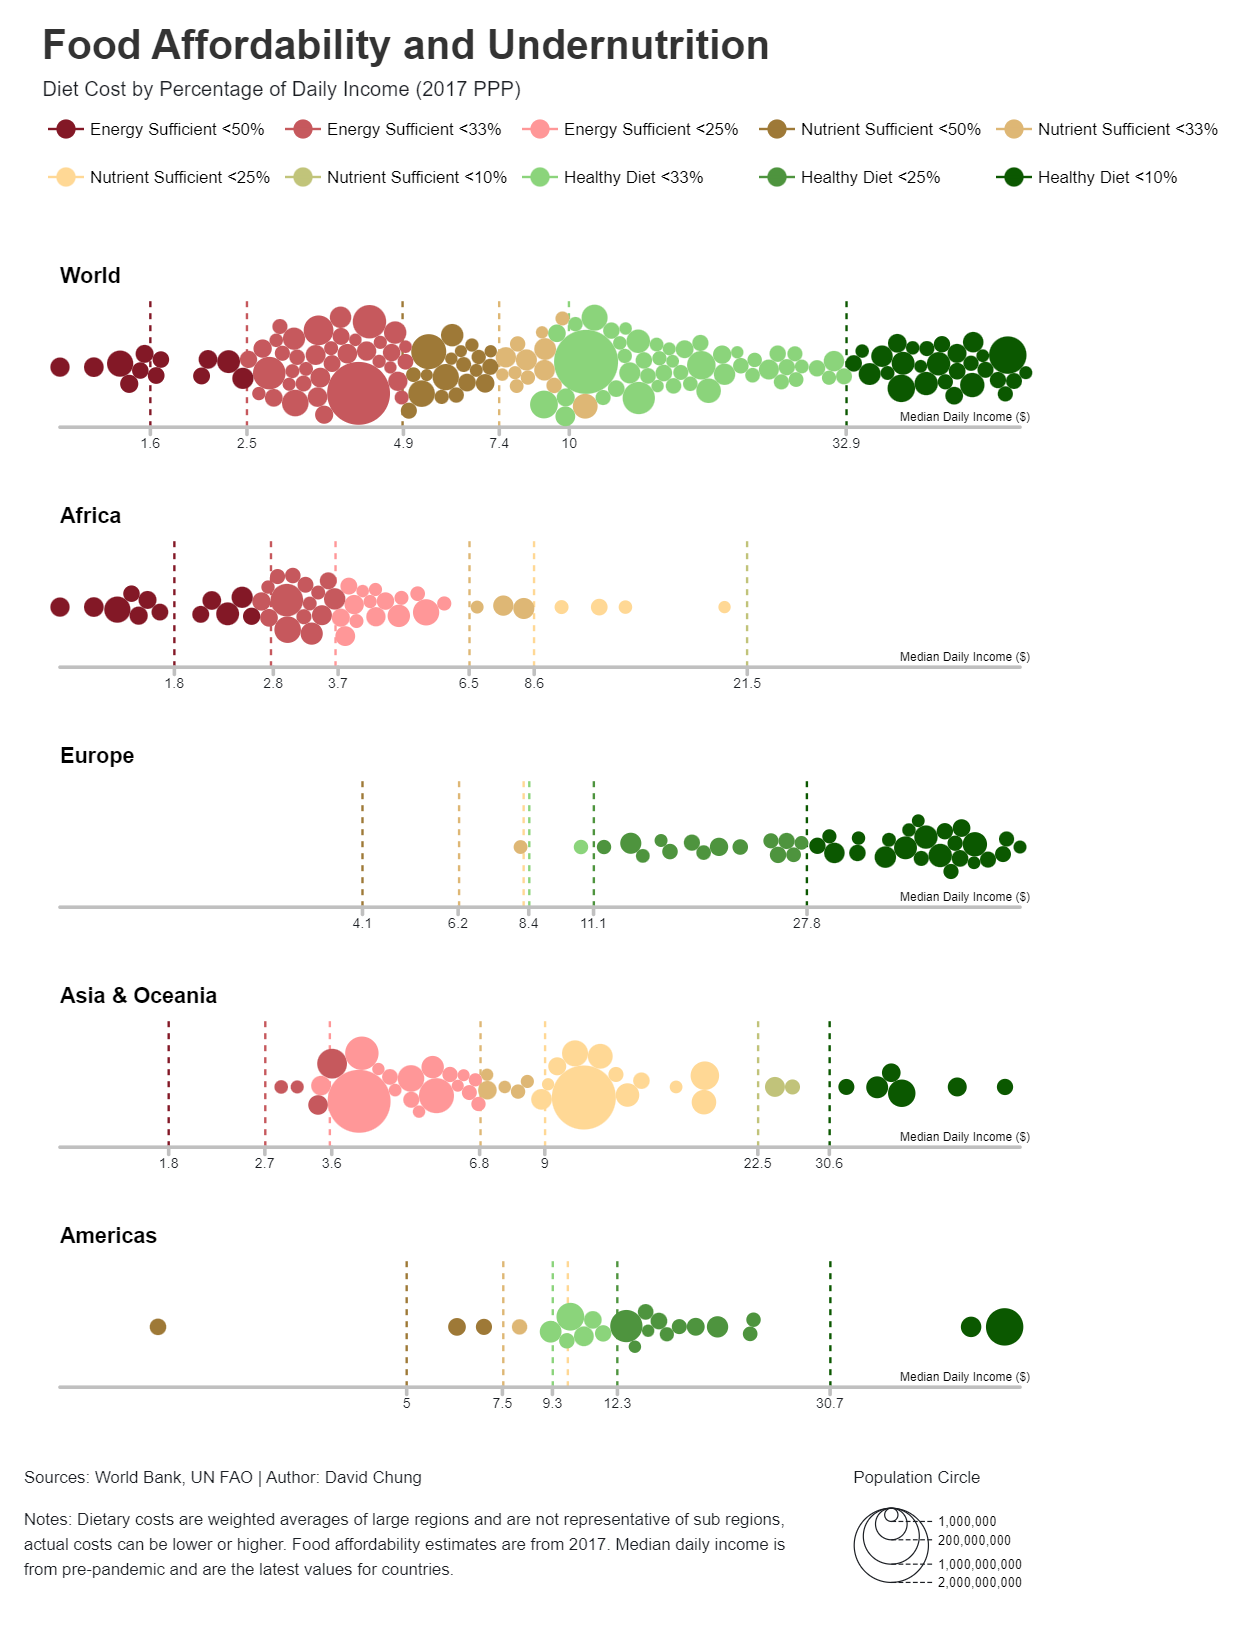 Food Affordability and Undernutrition
Diet Cost by Percentage of Daily Income (2017 PPP)
Energy Sufficient <50% Energy Sufficient <33% Energy Sufficient <25% Nutrient Sufficient <50% Nutrient Sufficient <33%
Nutrient Sufficient <25% Nutrient Sufficient <10% Healthy Diet <33% Healthy Diet <25% Healthy Diet <10%
World
Median Daily Income ($)
1.6 2.5 4.9 7.4 10 32.9
Africa
Median Daily Income ($)
1.8 2.8 3.7 6.5 8.6 21.5
Europe
Median Daily Income ($)
4.1 6.2 8.4 11.1 27.8
Asia & Oceania
Median Daily Income ($)
1.8 2.7 3.6 6.8 9 22.5 30.6
Americas
Median Daily Income ($)
5 7.5 9.3 12.3 30.7
Sources: World Bank, UN FAO | Author: David Chung
Notes: Dietary costs are weighted averages of large regions and are not representative of sub regions,
actual costs can be lower or higher. Food affordability estimates are from 2017. Median daily income is
from pre-pandemic and are the latest values for countries.
Population Circle
1,000,000
200,000,000
1,000,000,000
2,000,000,000